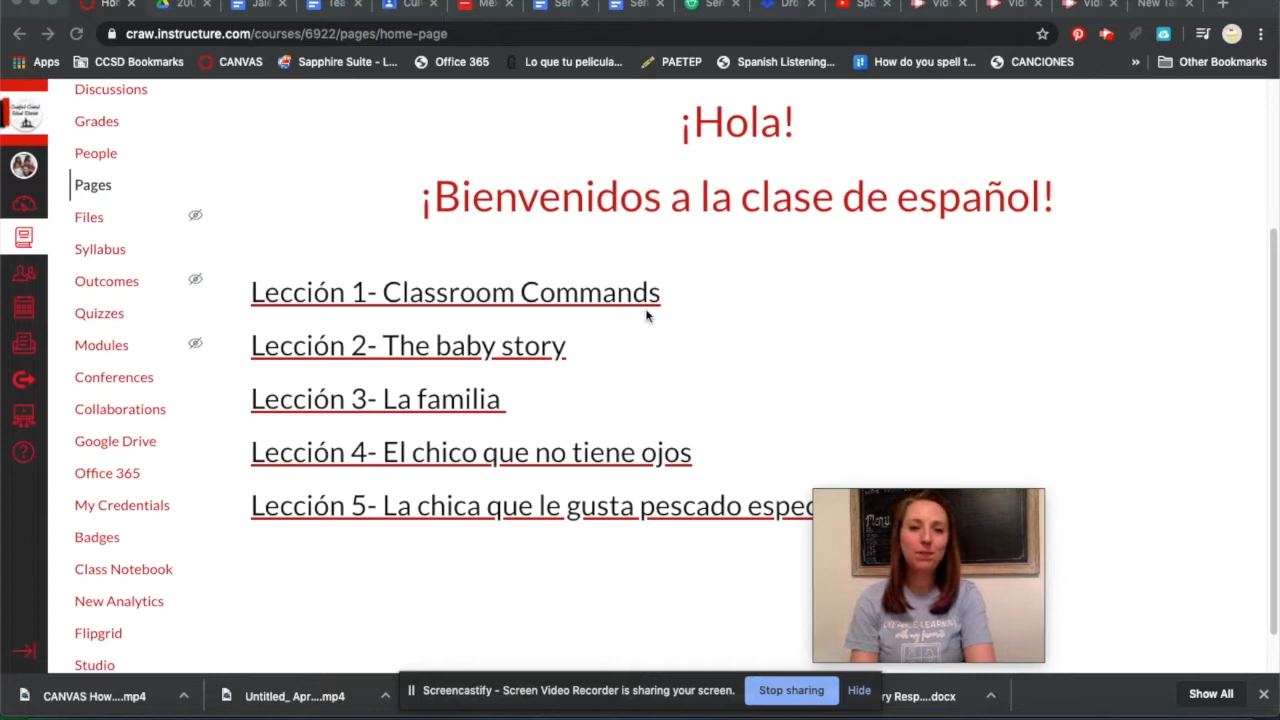 craw.instructure.com/courses/6922/pages/home-page
Apps CCSD Bookmarks CANVAS Sapphire Suite - L... Office 365 Lo que tu pelicula... PAETEP Spanish Listening... How do you spell t... CANCIONES » Other Bookmarks
Discussions
Grades
People
Pages
Files
Syllabus
Outcomes
Quizzes
Modules
Conferences
Collaborations
Google Drive
Office 365
My Credentials
Badges
Class Notebook
New Analytics
Flipgrid
Studio
¡Hola!
¡Bienvenidos a la clase de español!
Lección 1- Classroom Commands
Lección 2- The baby story
Lección 3- La familia
Lección 4- El chico que no tiene ojos
Lección 5- La chica que le gusta pescado espec
Menu
CANVAS How....mp4 Untitled_ Apr....mp4 Screencastify - Screen Video Recorder is sharing your screen. Stop sharing Hide ry Resp....docx Show All